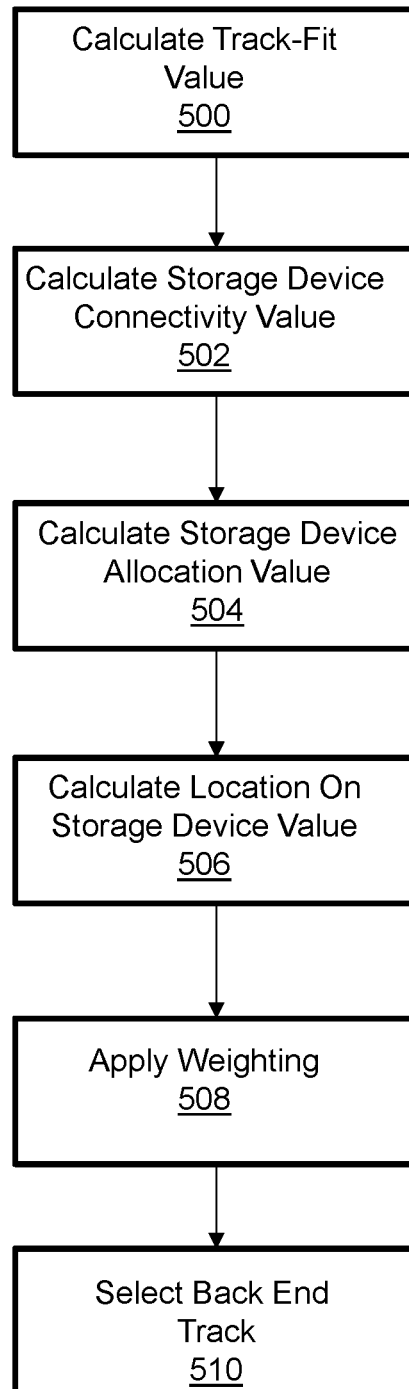 Calculate Track-Fit
Value
500
Calculate Storage Device
Connectivity Value
502
Calculate Storage Device
Allocation Value
504
Calculate Location On
Storage Device Value
506
Apply Weighting
508
Select Back End
Track
510